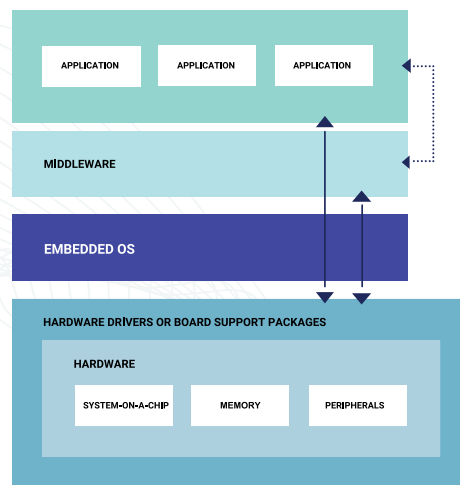 APPLICATION
APPLICATION
APPLICATION
MIDDLEWARE
EMBEDDED OS
HARDWARE DRIVERS OR BOARD SUPPORT PACKAGES
HARDWARE
SYSTEM-ON-A-CHIP
MEMORY
PERIPHERALS